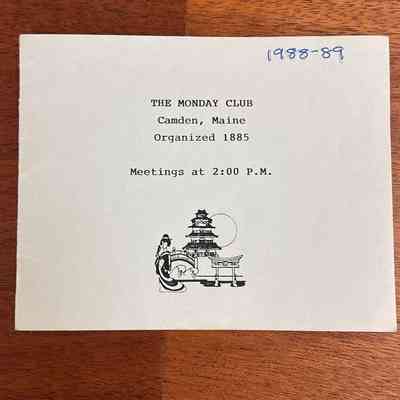 1988-89
THE MONDAY CLUB
Camden, Maine
Organized 1885
Meetings at 2:00 P.M.